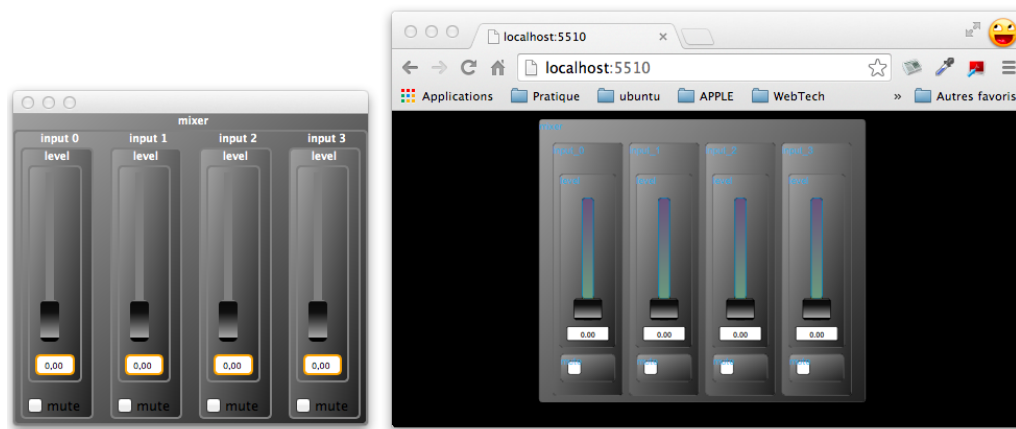 mixer
input 0 input 1 input 2 input 3
level level level level
0,00 0,00 0,00 0,00
mute mute mute mute
localhost:5510
localhost:5510
Applications Pratique ubuntu APPLE WebTech » Autres favoris
0.00 0.00 0.00 0.00